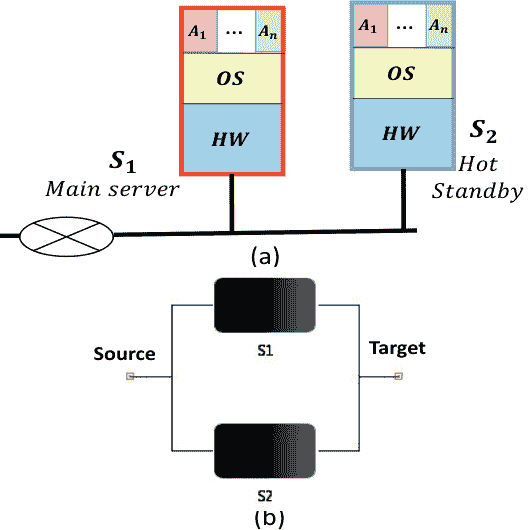 A1 ... An
OS
HW
S1
Main server
A1 ... An
OS
HW
S2
Hot
Standby
(a)
Source
S1
Target
S2
(b)